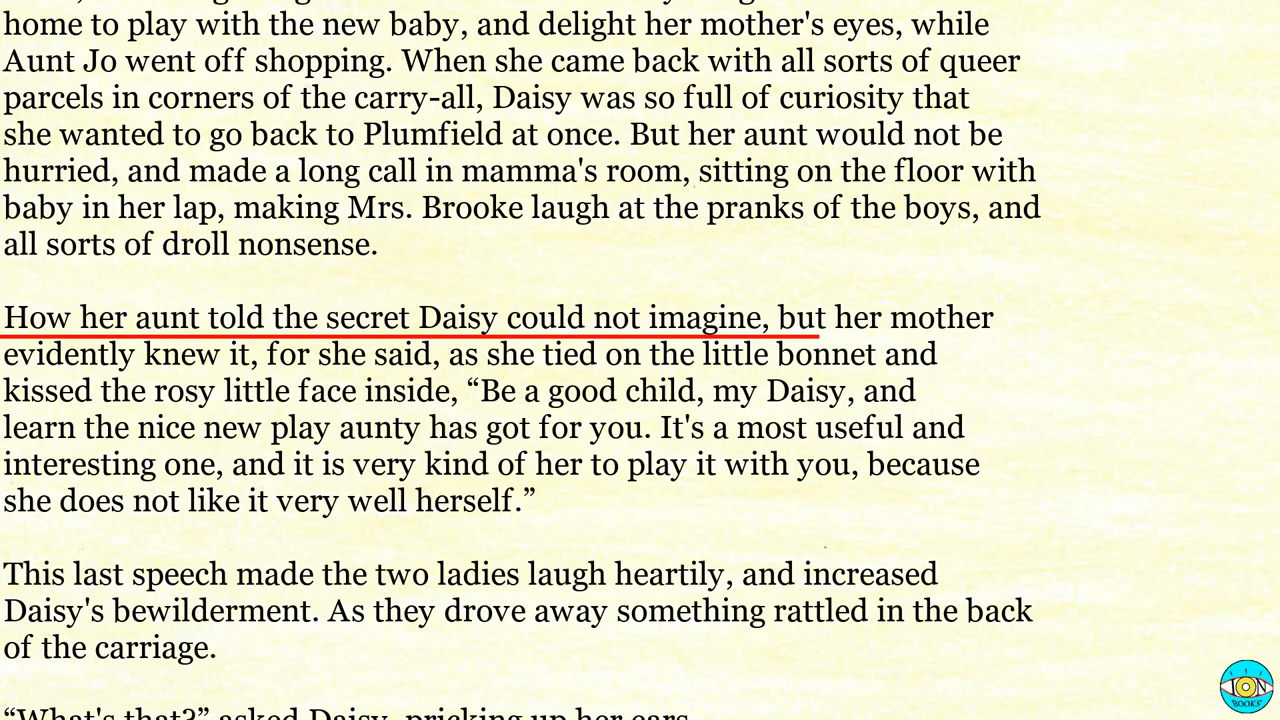 home to play with the new baby, and delight her mother's eyes, while
Aunt Jo went off shopping. When she came back with all sorts of queer
parcels in corners of the carry-all, Daisy was so full of curiosity that
she wanted to go back to Plumfield at once. But her aunt would not be
hurried, and made a long call in mamma's room, sitting on the floor with
baby in her lap, making Mrs. Brooke laugh at the pranks of the boys, and
all sorts of droll nonsense.
How her aunt told the secret Daisy could not imagine, but her mother
evidently knew it, for she said, as she tied on the little bonnet and
kissed the rosy little face inside, “Be a good child, my Daisy, and
learn the nice new play aunty has got for you. It's a most useful and
interesting one, and it is very kind of her to play it with you, because
she does not like it very well herself.”
This last speech made the two ladies laugh heartily, and increased
Daisy's bewilderment. As they drove away something rattled in the back
of the carriage.
“What's that?” asked Daisy, pricking up her ears.
ION
BOOKS